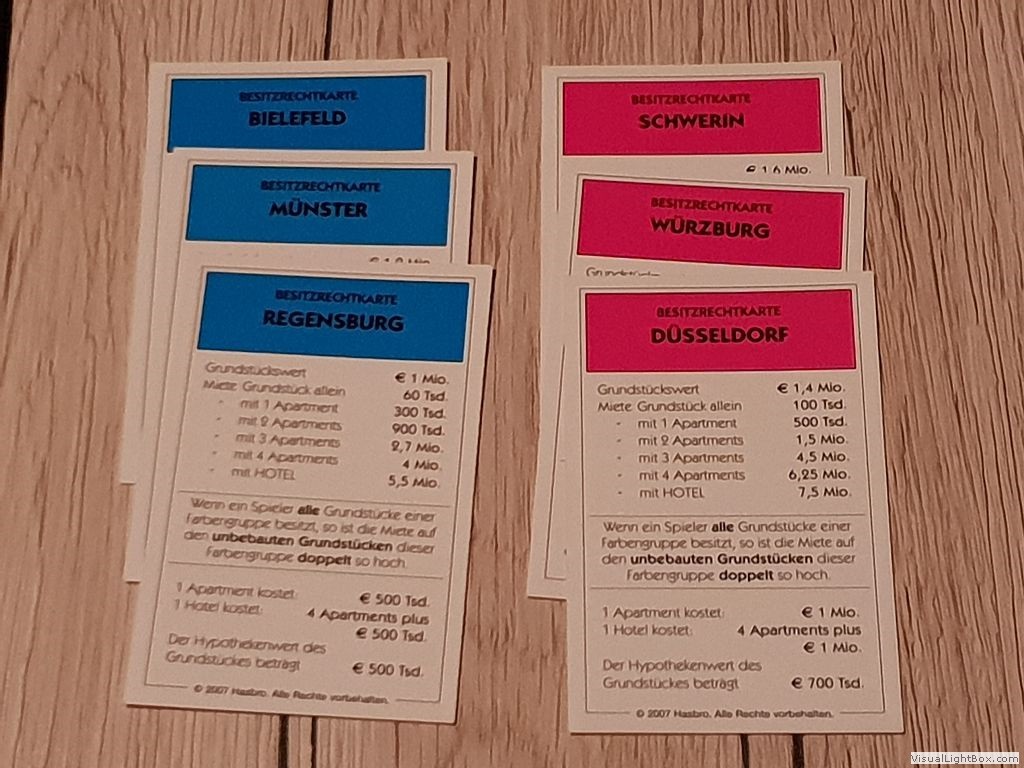 BESITZRECHTKARTE
BIELEFELD
BESITZRECHTKARTE
MÜNSTER
BESITZRECHTKARTE
REGENSBURG
Grundstückswert € 1 Mio.
Miete Grundstück allein 60 Tsd.
- mit 1 Apartment 300 Tsd.
- mit 2 Apartments 900 Tsd.
- mit 3 Apartments 2,7 Mio.
- mit 4 Apartments 4 Mio.
- mit HOTEL 5,5 Mio.
Wenn ein Spieler alle Grundstücke einer
Farbengruppe besitzt, so ist die Miete auf
den unbebauten Grundstücken dieser
Farbengruppe doppelt so hoch.
1 Apartment kostet: € 500 Tsd.
1 Hotel kostet: 4 Apartments plus
€ 500 Tsd.
Der Hypothekenwert des
Grundstückes beträgt € 500 Tsd.
© 2007 Hasbro. Alle Rechte vorbehalten.
BESITZRECHTKARTE
SCHWERIN
€ 1,6 Mio.
BESITZRECHTKARTE
WÜRZBURG
BESITZRECHTKARTE
DÜSSELDORF
Grundstückswert € 1,4 Mio.
Miete Grundstück allein 100 Tsd.
- mit 1 Apartment 500 Tsd.
- mit 2 Apartments 1,5 Mio.
- mit 3 Apartments 4,5 Mio.
- mit 4 Apartments 6,25 Mio.
- mit HOTEL 7,5 Mio.
Wenn ein Spieler alle Grundstücke einer
Farbengruppe besitzt, so ist die Miete auf
den unbebauten Grundstücken dieser
Farbengruppe doppelt so hoch.
1 Apartment kostet: € 1 Mio.
1 Hotel kostet: 4 Apartments plus
€ 1 Mio.
Der Hypothekenwert des
Grundstückes beträgt € 700 Tsd.
© 2007 Hasbro. Alle Rechte vorbehalten.
VisualLightBox.com